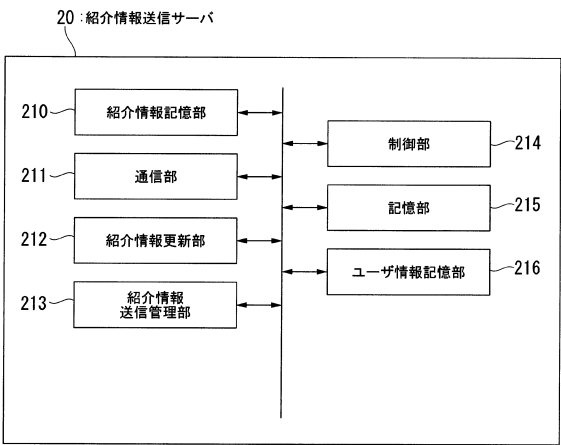 20:紹介情報送信サーバ
210
紹介情報記憶部
211
通信部
212
紹介情報更新部
213
紹介情報
送信管理部
制御部
214
記憶部
215
ユーザ情報記憶部
216